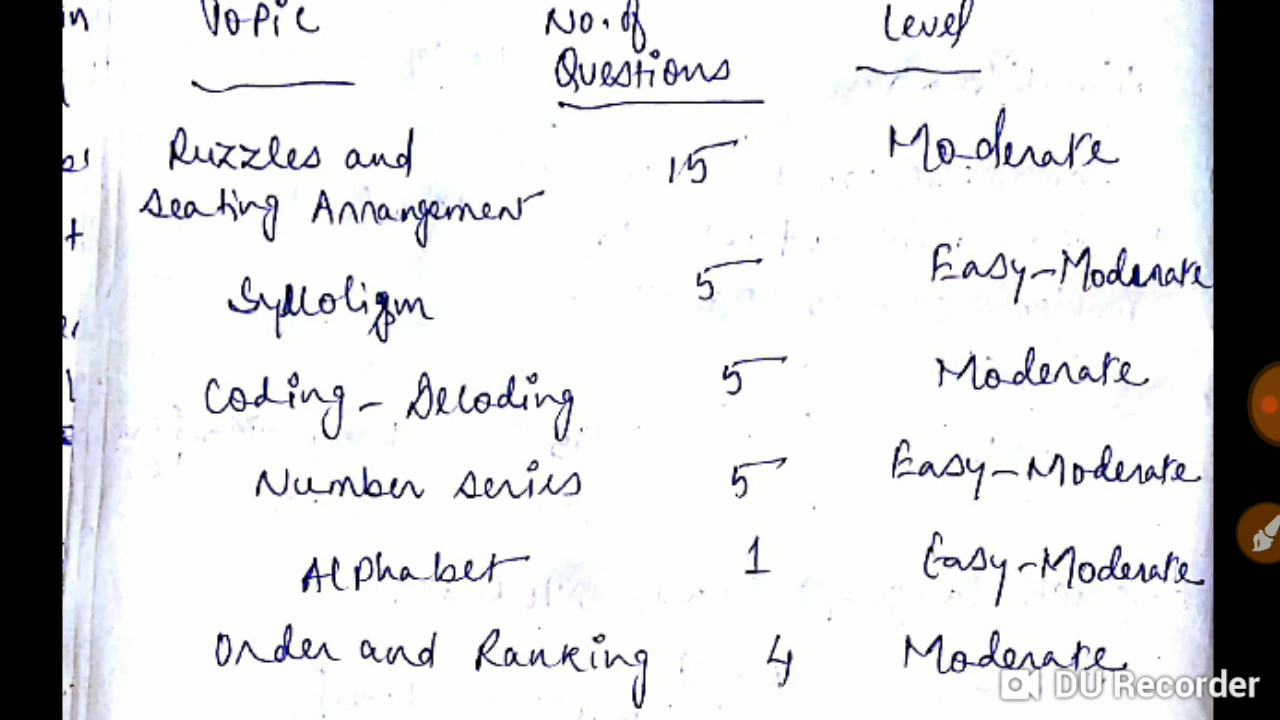 Topic No. of Level
Questions
Puzzles and 15 Moderate
Seating Arrangement
Syllolism 5 Easy-Moderate
Coding - Decoding 5 Moderate
Number series 5 Easy-Moderate
Alphabet 1 Easy-Moderate
Order and Ranking 4 Moderate
DU Recorder